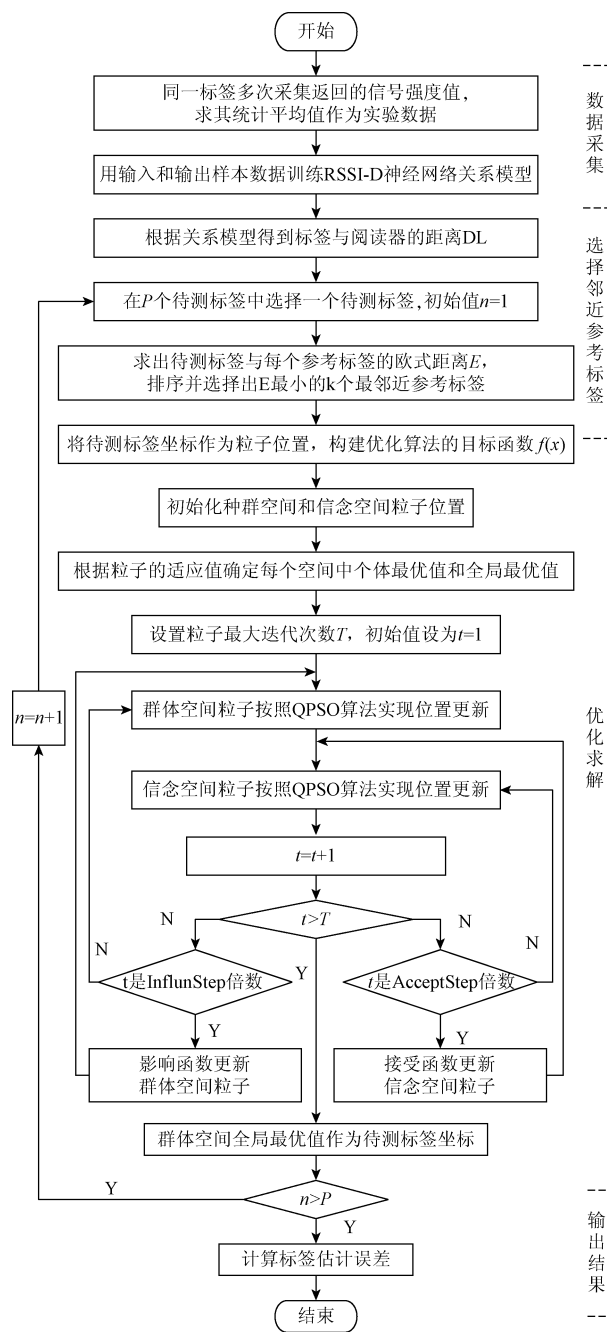 开始
同一标签多次采集返回的信号强度值,
求其统计平均值作为实验数据
用输入和输出样本数据训练RSSI-D神经网络关系模型
根据关系模型得到标签与阅读器的距离DL
在P个待测标签中选择一个待测标签,初始值n=1
求出待测标签与每个参考标签的欧式距离E,
排序并选择出E最小的k个最邻近参考标签
将待测标签坐标作为粒子位置，构建优化算法的目标函数 f(x)
初始化种群空间和信念空间粒子位置
根据粒子的适应值确定每个空间中个体最优值和全局最优值
设置粒子最大迭代次数T，初始值设为t=1
n=n+1
群体空间粒子按照QPSO算法实现位置更新
信念空间粒子按照QPSO算法实现位置更新
t=t+1
t>T
N
N
N
t是InflunStep倍数
Y
t是AcceptStep倍数
N
Y
Y
影响函数更新
群体空间粒子
接受函数更新
信念空间粒子
群体空间全局最优值作为待测标签坐标
Y
n>P
Y
计算标签估计误差
结束
数据采集
选择邻近参考标签
优化求解
输出结果